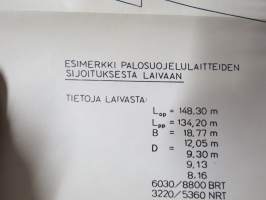 ESIMERKKI PALOSUOJELULAITTEIDEN
SIJOITUKSESTA LAIVAAN
TIETOJA LAIVASTA:
Lop = 148,30 m
Lpp = 134,20 m
B = 18,77 m
D = 12,05 m
9,30 m
9,13
8,16
6030/8800 BRT
3220/5360 NRT